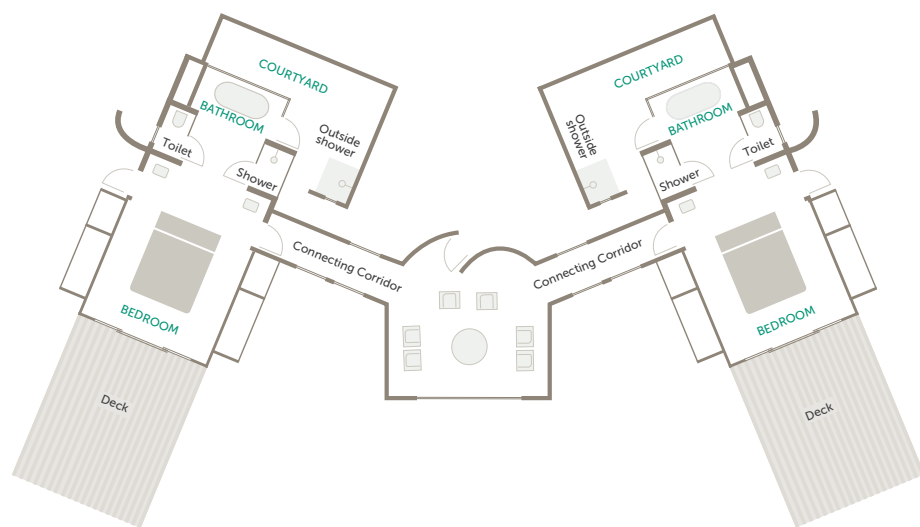 COURTYARD
BATHROOM
Outside
shower
Toilet
Shower
Connecting Corridor
BEDROOM
Deck
COURTYARD
BATHROOM
Outside
shower
Toilet
Shower
Connecting Corridor
BEDROOM
Deck